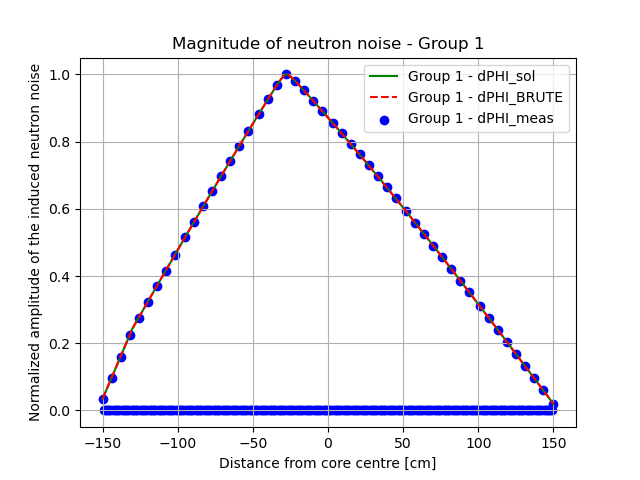 Magnitude of neutron noise - Group 1
Normalized amplitude of the induced neutron noise
1.0
0.8
0.6
0.4
0.2
0.0
Group 1 - dPHI_sol
Group 1 - dPHI_BRUTE
Group 1 - dPHI_meas
−150
−100
−50
0
50
100
150
Distance from core centre [cm]